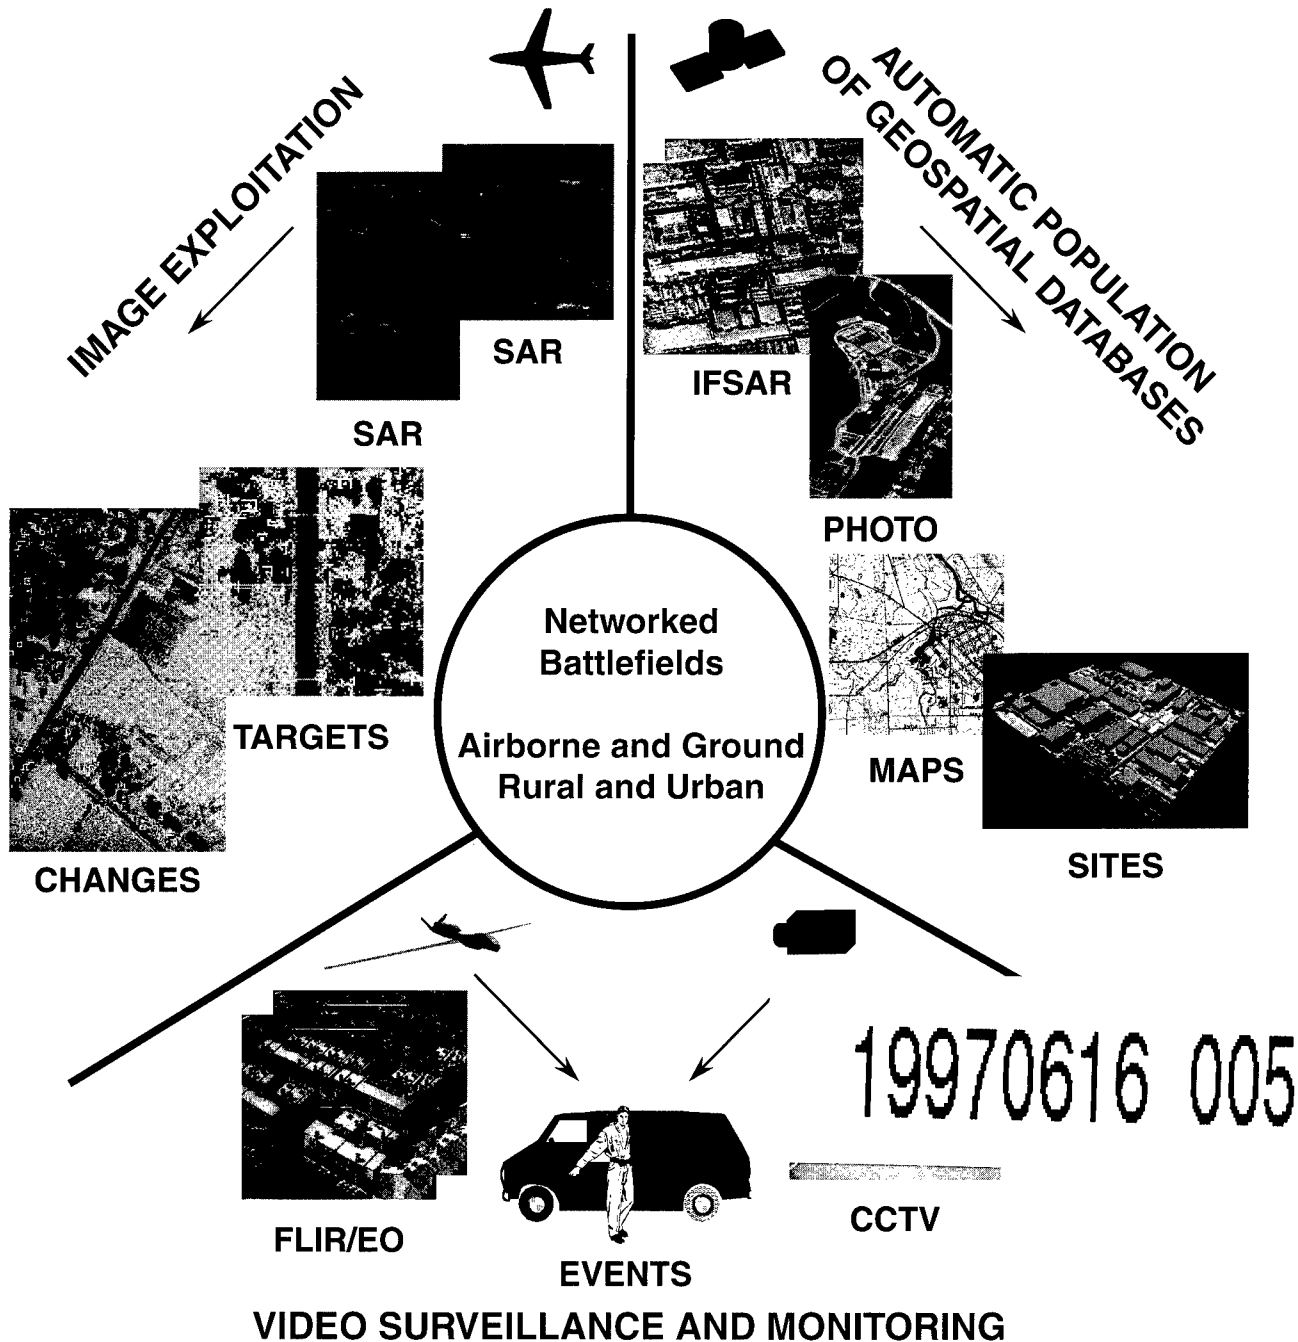 IMAGE EXPLOITATION
AUTOMATIC POPULATION
OF GEOSPATIAL DATABASES
SAR
SAR
IFSAR
PHOTO
TARGETS
CHANGES
MAPS
SITES
Networked
Battlefields
Airborne and Ground
Rural and Urban
19970616 005
FLIR/EO
CCTV
EVENTS
VIDEO SURVEILLANCE AND MONITORING